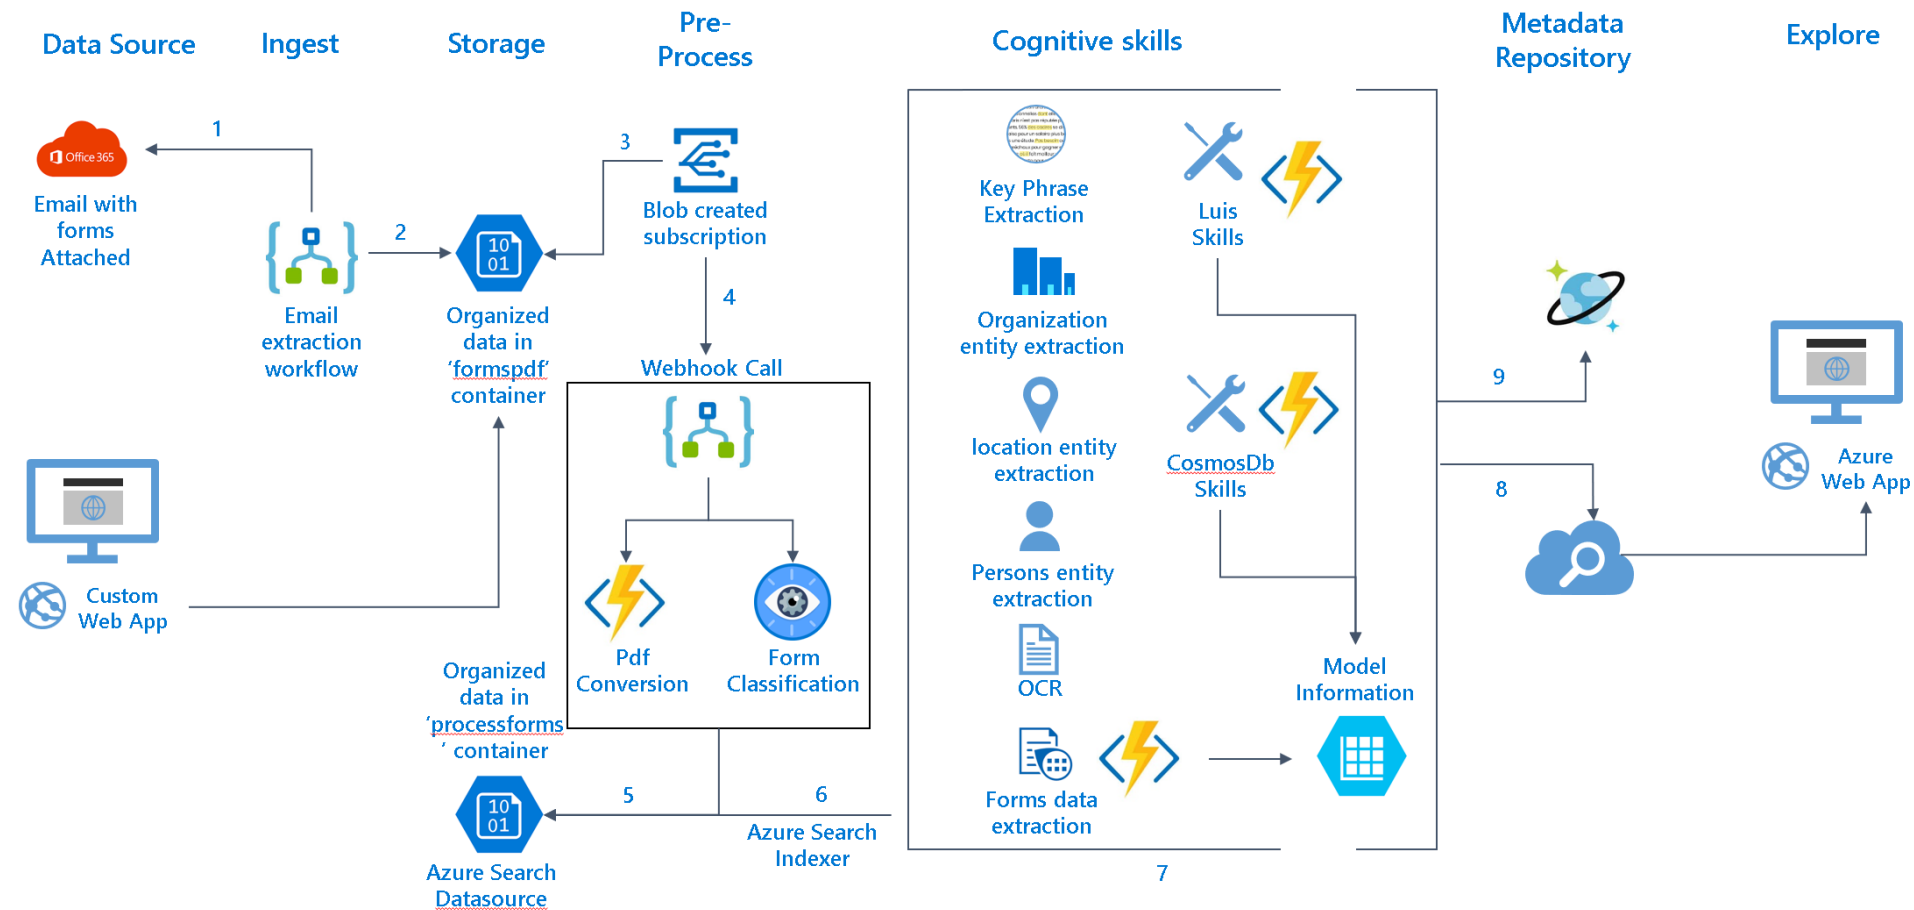 Data Source
Ingest
Storage
Pre-
Process
Cognitive skills
Metadata
Repository
Explore
1
Office 365
Email with
forms
Attached
2
Email
extraction
workflow
10
01
Organized
data in
‘formspdf’
container
3
Blob created
subscription
4
Webhook Call
Custom
Web App
Pdf
Conversion
Form
Classification
Organized
data in
‘processforms
’ container
10
01
Azure Search
Datasource
5
6
Azure Search
Indexer
Key Phrase
Extraction
Organization
entity extraction
location entity
extraction
Persons entity
extraction
OCR
Forms data
extraction
Luis
Skills
CosmosDb
Skills
Model
Information
7
9
8
Azure
Web App